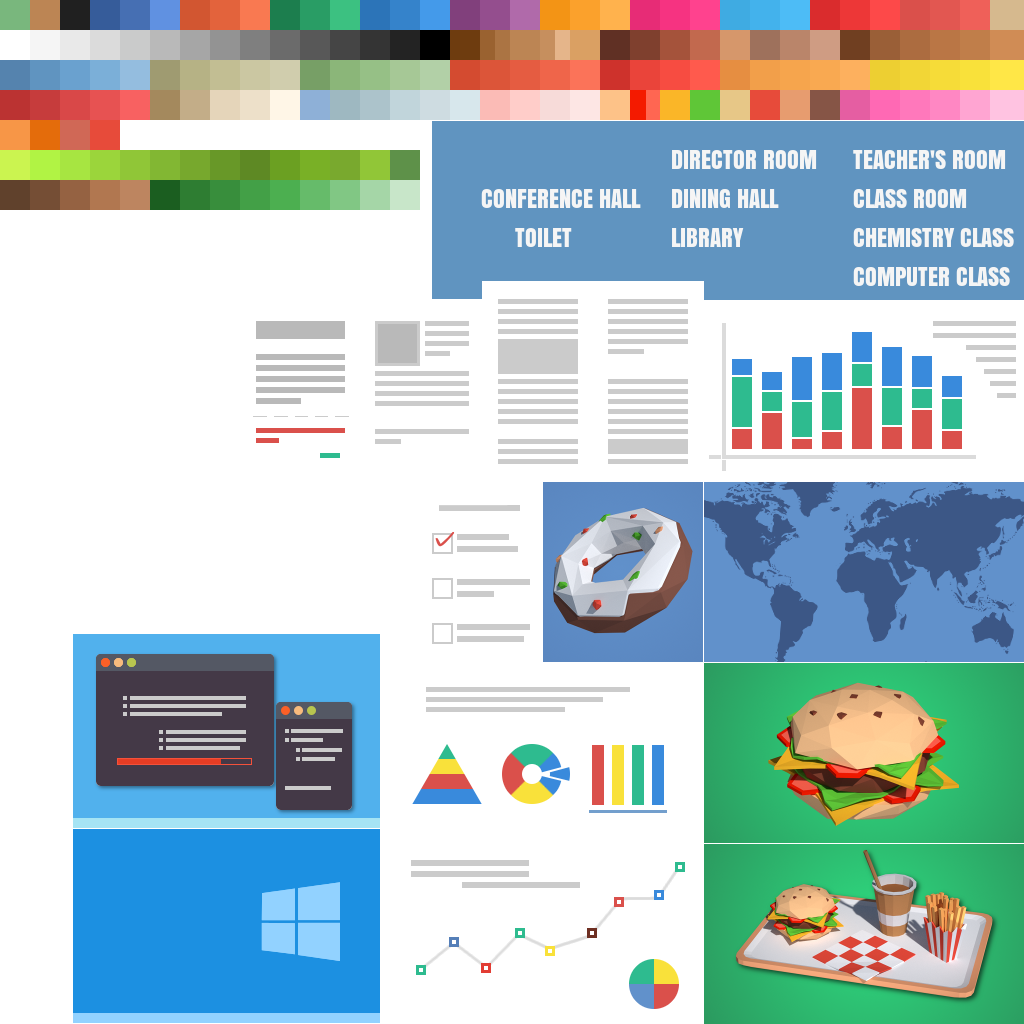 DIRECTOR ROOM
TEACHER'S ROOM
CONFERENCE HALL
DINING HALL
CLASS ROOM
TOILET
LIBRARY
CHEMISTRY CLASS
COMPUTER CLASS